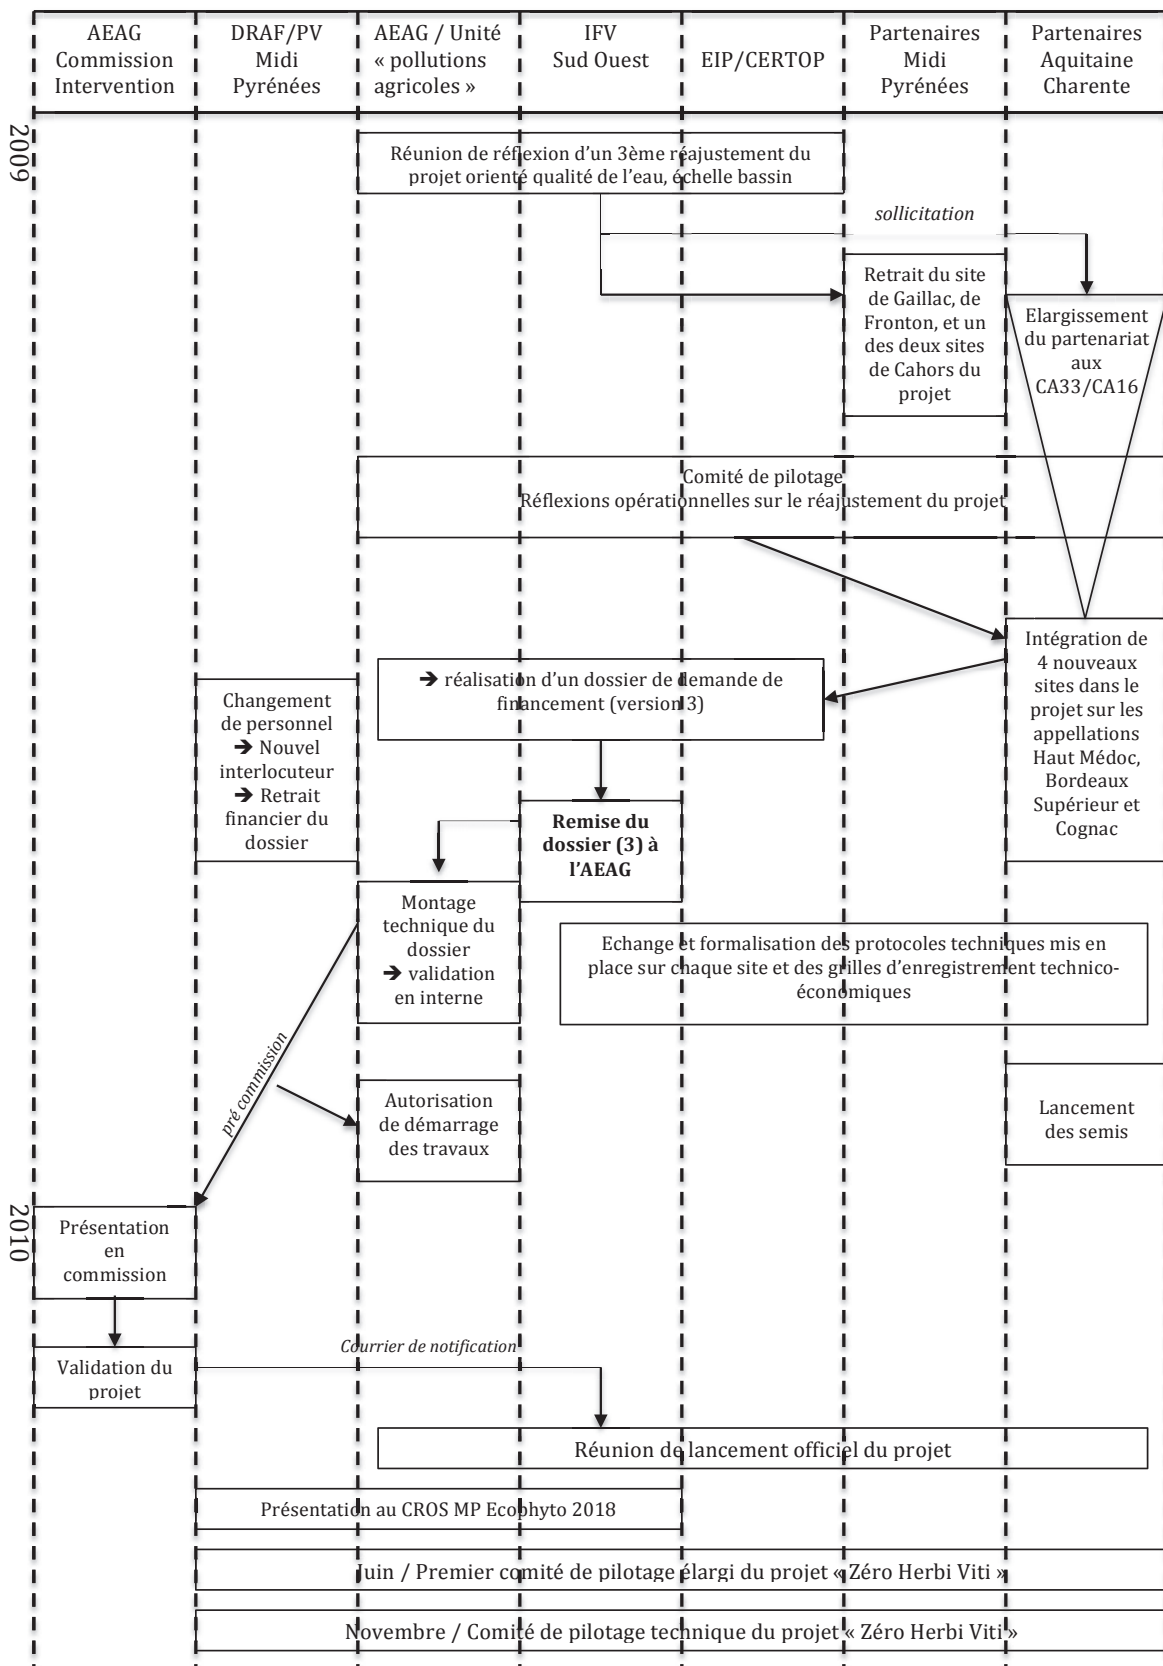 AEAG
Commission
Intervention
DRAF/PV
Midi
Pyrénées
AEAG / Unité
« pollutions
agricoles »
IFV
Sud Ouest
EIP/CERTOP
Partenaires
Midi
Pyrénées
Partenaires
Aquitaine
Charente
2009
Réunion de réflexion d’un 3ème réajustement du
projet orienté qualité de l’eau, échelle bassin
sollicitation
Retrait du site
de Gaillac, de
Fronton, et un
des deux sites
de Cahors du
projet
Elargissement
du partenariat
aux
CA33/CA16
Comité de pilotage
Réflexions opérationnelles sur le réajustement du projet
Intégration de
4 nouveaux
sites dans le
projet sur les
appellations
Haut Médoc,
Bordeaux
Supérieur et
Cognac
➔ réalisation d’un dossier de demande de
financement (version 3)
Changement
de personnel
➔ Nouvel
interlocuteur
➔ Retrait
financier du
dossier
Remise du
dossier (3) à
l’AEAG
Montage
technique du
dossier
➔ validation
en interne
Echange et formalisation des protocoles techniques mis en
place sur chaque site et des grilles d’enregistrement technico-
économiques
pré commission
Autorisation
de démarrage
des travaux
Lancement
des semis
2010
Présentation
en
commission
Courrier de notification
Validation du
projet
Réunion de lancement officiel du projet
Présentation au CROS MP Ecophyto 2018
Juin / Premier comité de pilotage élargi du projet « Zéro Herbi Viti »
Novembre / Comité de pilotage technique du projet « Zéro Herbi Viti »